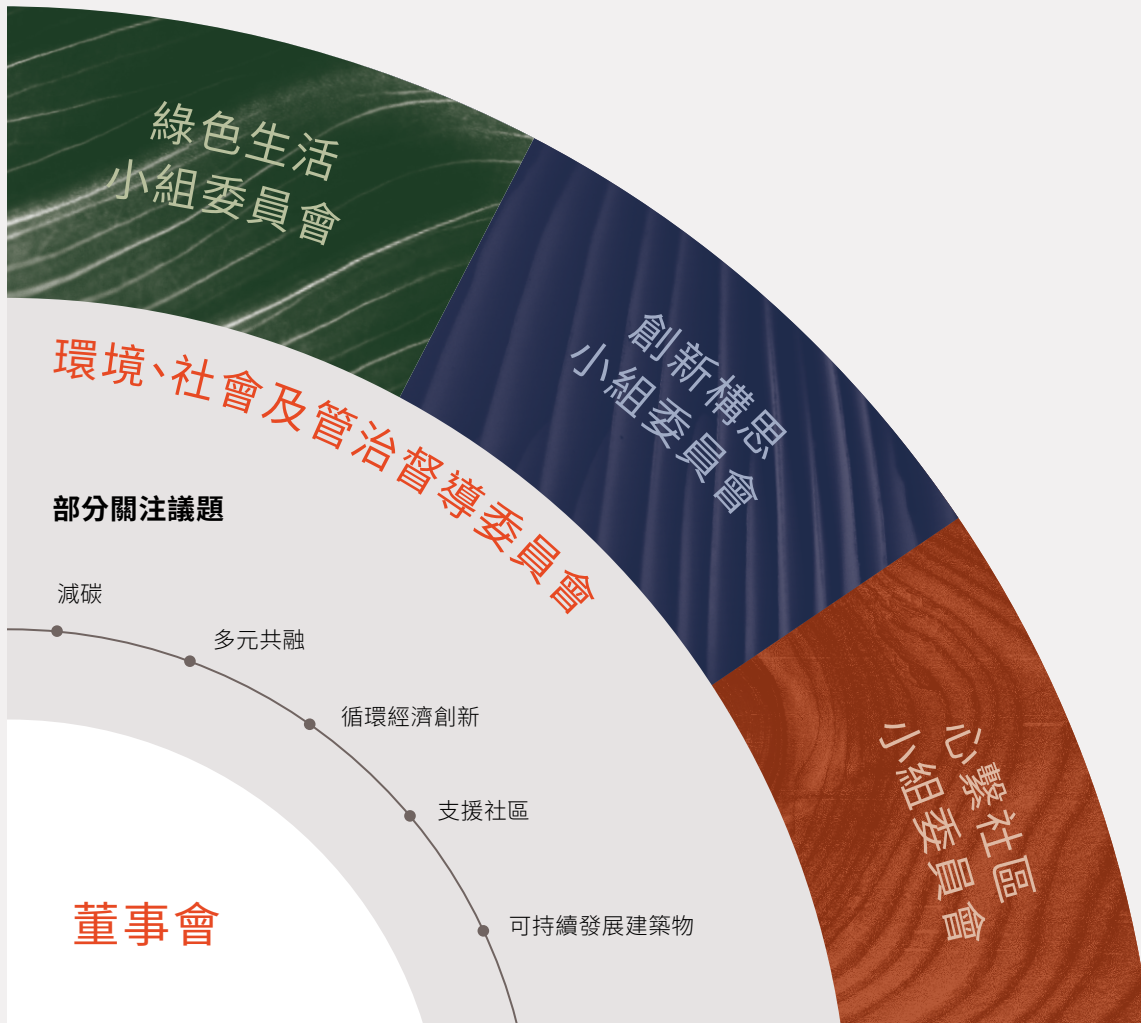 綠色生活
小組委員會
創新構思
小組委員會
心繫社區
小組委員會
環境、社會及管治督導委員會
部分關注議題
減碳
多元共融
循環經濟創新
支援社區
可持續發展建築物
董事會